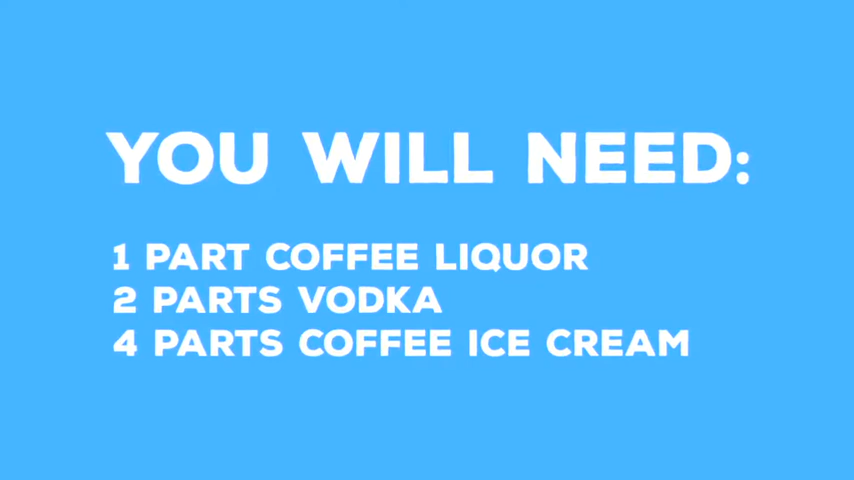 YOU WILL NEED:
1 PART COFFEE LIQUOR
2 PARTS VODKA
4 PARTS COFFEE ICE CREAM